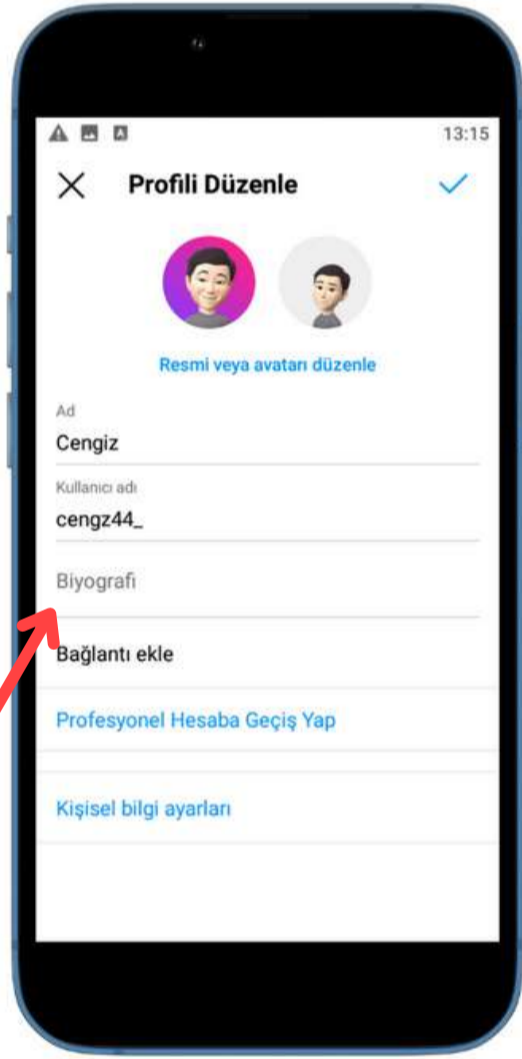 13:15
Profili Düzenle
Resmi veya avatarı düzenle
Ad
Cengiz
Kullanıcı adı
cengz44_
Biyografi
Bağlantı ekle
Profesyonel Hesaba Geçiş Yap
Kişisel bilgi ayarları